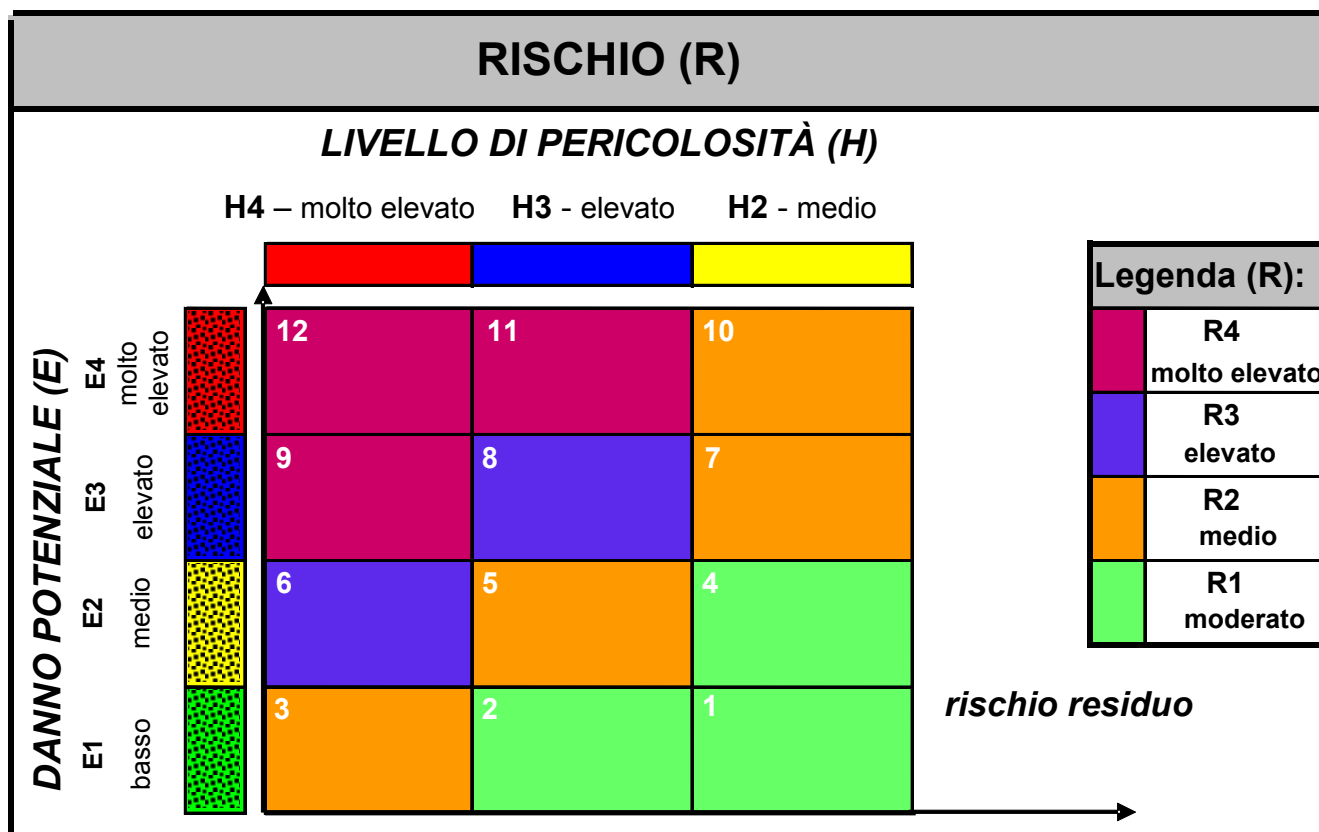 RISCHIO (R)
LIVELLO DI PERICOLOSITÀ (H)
H4 – molto elevato H3 - elevato H2 - medio
DANNO POTENZIALE (E)
E4
molto
elevato
12 11 10
E3
elevato
9 8 7
E2
medio
6 5 4
E1
basso
3 2 1
rischio residuo
Legenda (R):
R4
molto elevato
R3
elevato
R2
medio
R1
moderato